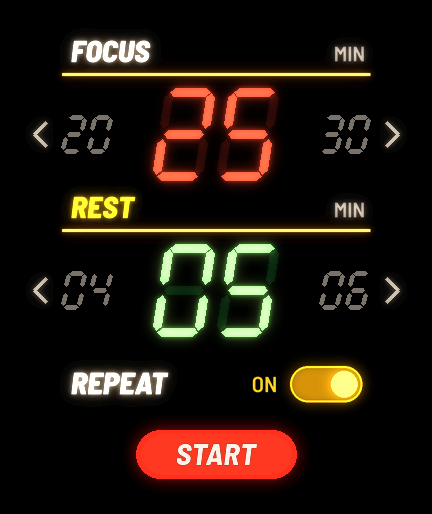 FOCUS MIN
< 20 25 30 >
REST MIN
< 04 05 06 >
REPEAT ON
START